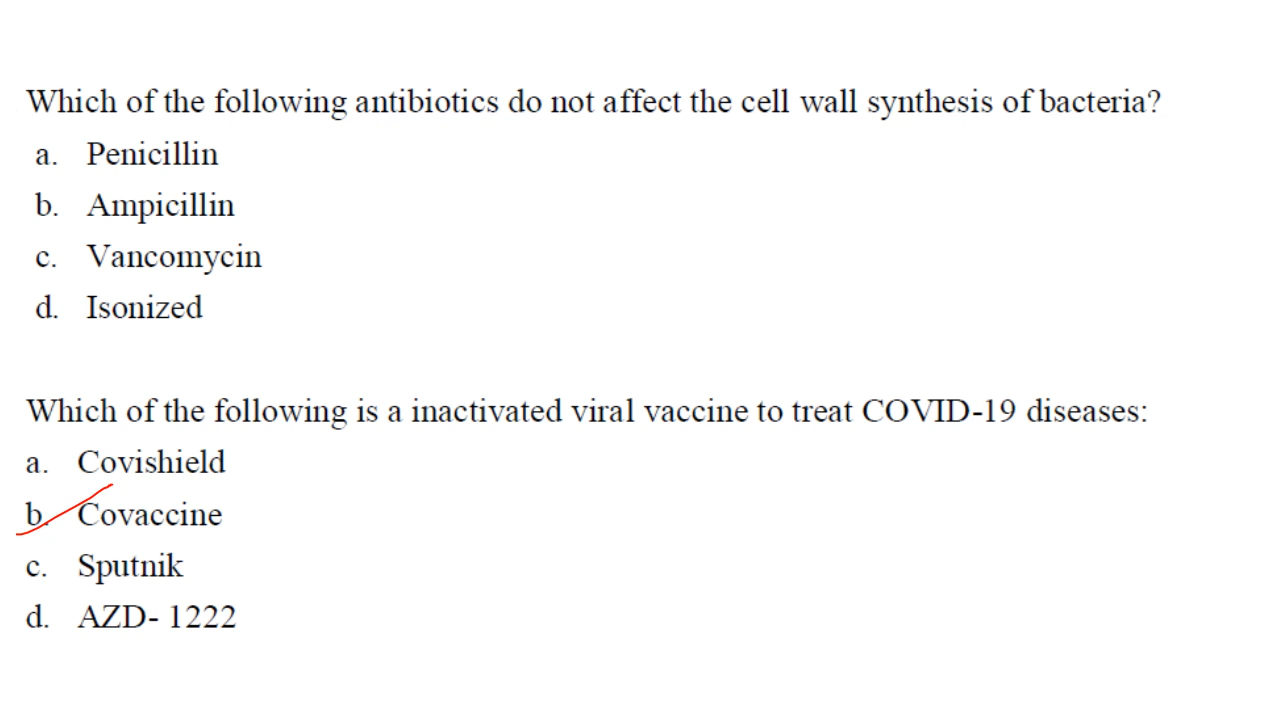 Which of the following antibiotics do not affect the cell wall synthesis of bacteria?
a. Penicillin
b. Ampicillin
c. Vancomycin
d. Isonized
Which of the following is a inactivated viral vaccine to treat COVID-19 diseases:
a. Covishield
b. Covaccine
c. Sputnik
d. AZD- 1222